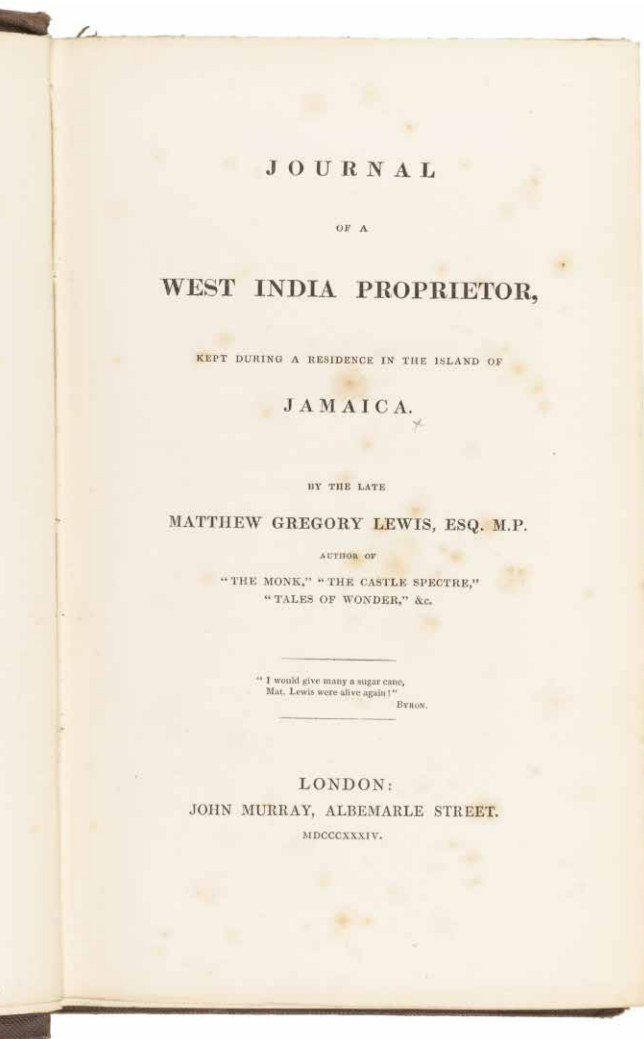 JOURNAL
OF A
WEST INDIA PROPRIETOR,
KEPT DURING A RESIDENCE IN THE ISLAND OF
JAMAICA.
BY THE LATE
MATTHEW GREGORY LEWIS, ESQ. M.P.
AUTHOR OF
"THE MONK," "THE CASTLE SPECTRE,"
"TALES OF WONDER," &c.
"I would give many a sugar cane,
Mat. Lewis were alive again!"
BYRON.
LONDON:
JOHN MURRAY, ALBEMARLE STREET.
MDCCCXXXIV.